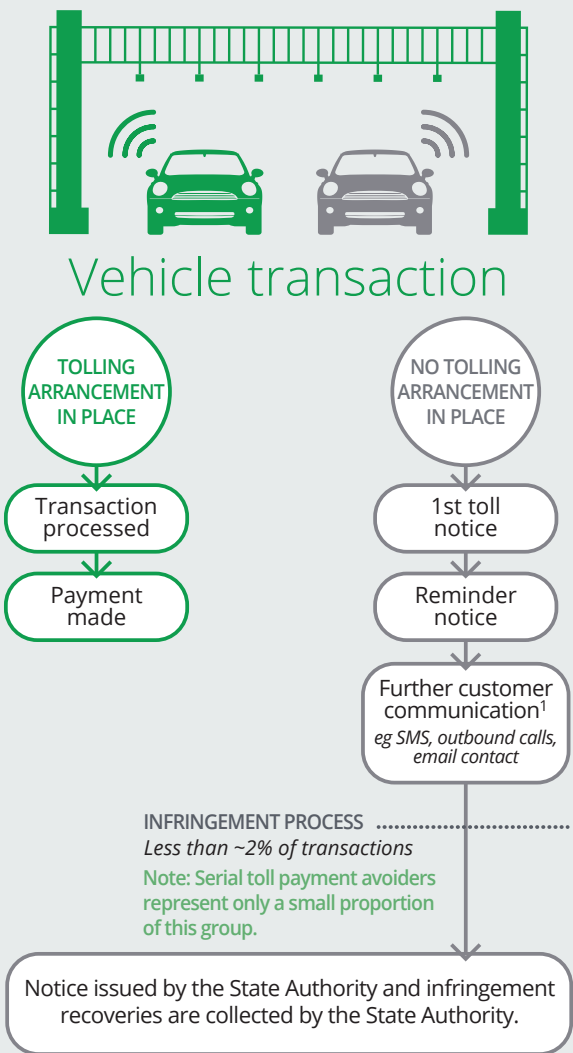 Vehicle transaction
TOLLING
ARRANCEMENT
IN PLACE
Transaction
processed
Payment
made
NO TOLLING
ARRANCEMENT
IN PLACE
1st toll
notice
Reminder
notice
Further customer
communication¹
eg SMS, outbound calls,
email contact
INFRINGEMENT PROCESS
Less than ~2% of transactions
Note: Serial toll payment avoiders
represent only a small proportion
of this group.
Notice issued by the State Authority and infringement
recoveries are collected by the State Authority.